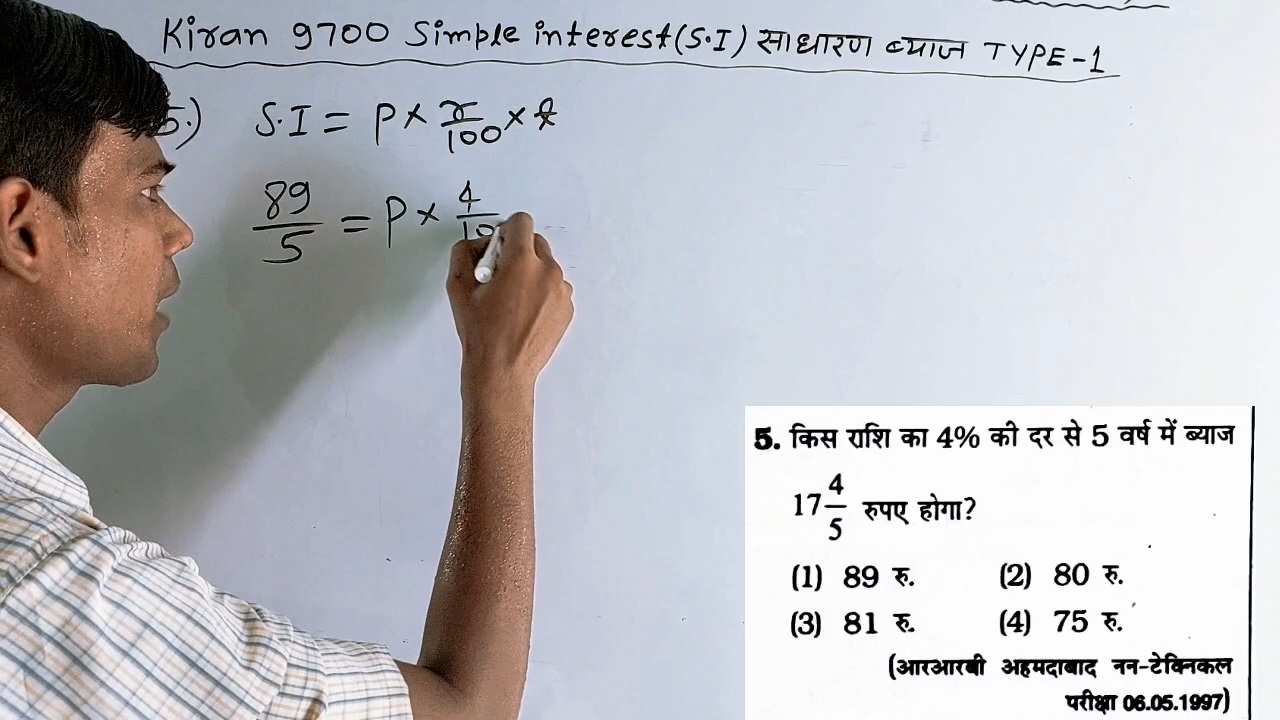 Kiran 9700 Simple interest (S.I) साधारण ब्याज TYPE-1
5.) S.I = P × r/100 × t
89/5 = P × 4/10
5. किस राशि का 4% की दर से 5 वर्ष में ब्याज
17 4/5 रुपए होगा?
(1) 89 रु. (2) 80 रु.
(3) 81 रु. (4) 75 रु.
(आरआरबी अहमदाबाद नन-टेक्निकल
परीक्षा 06.05.1997)